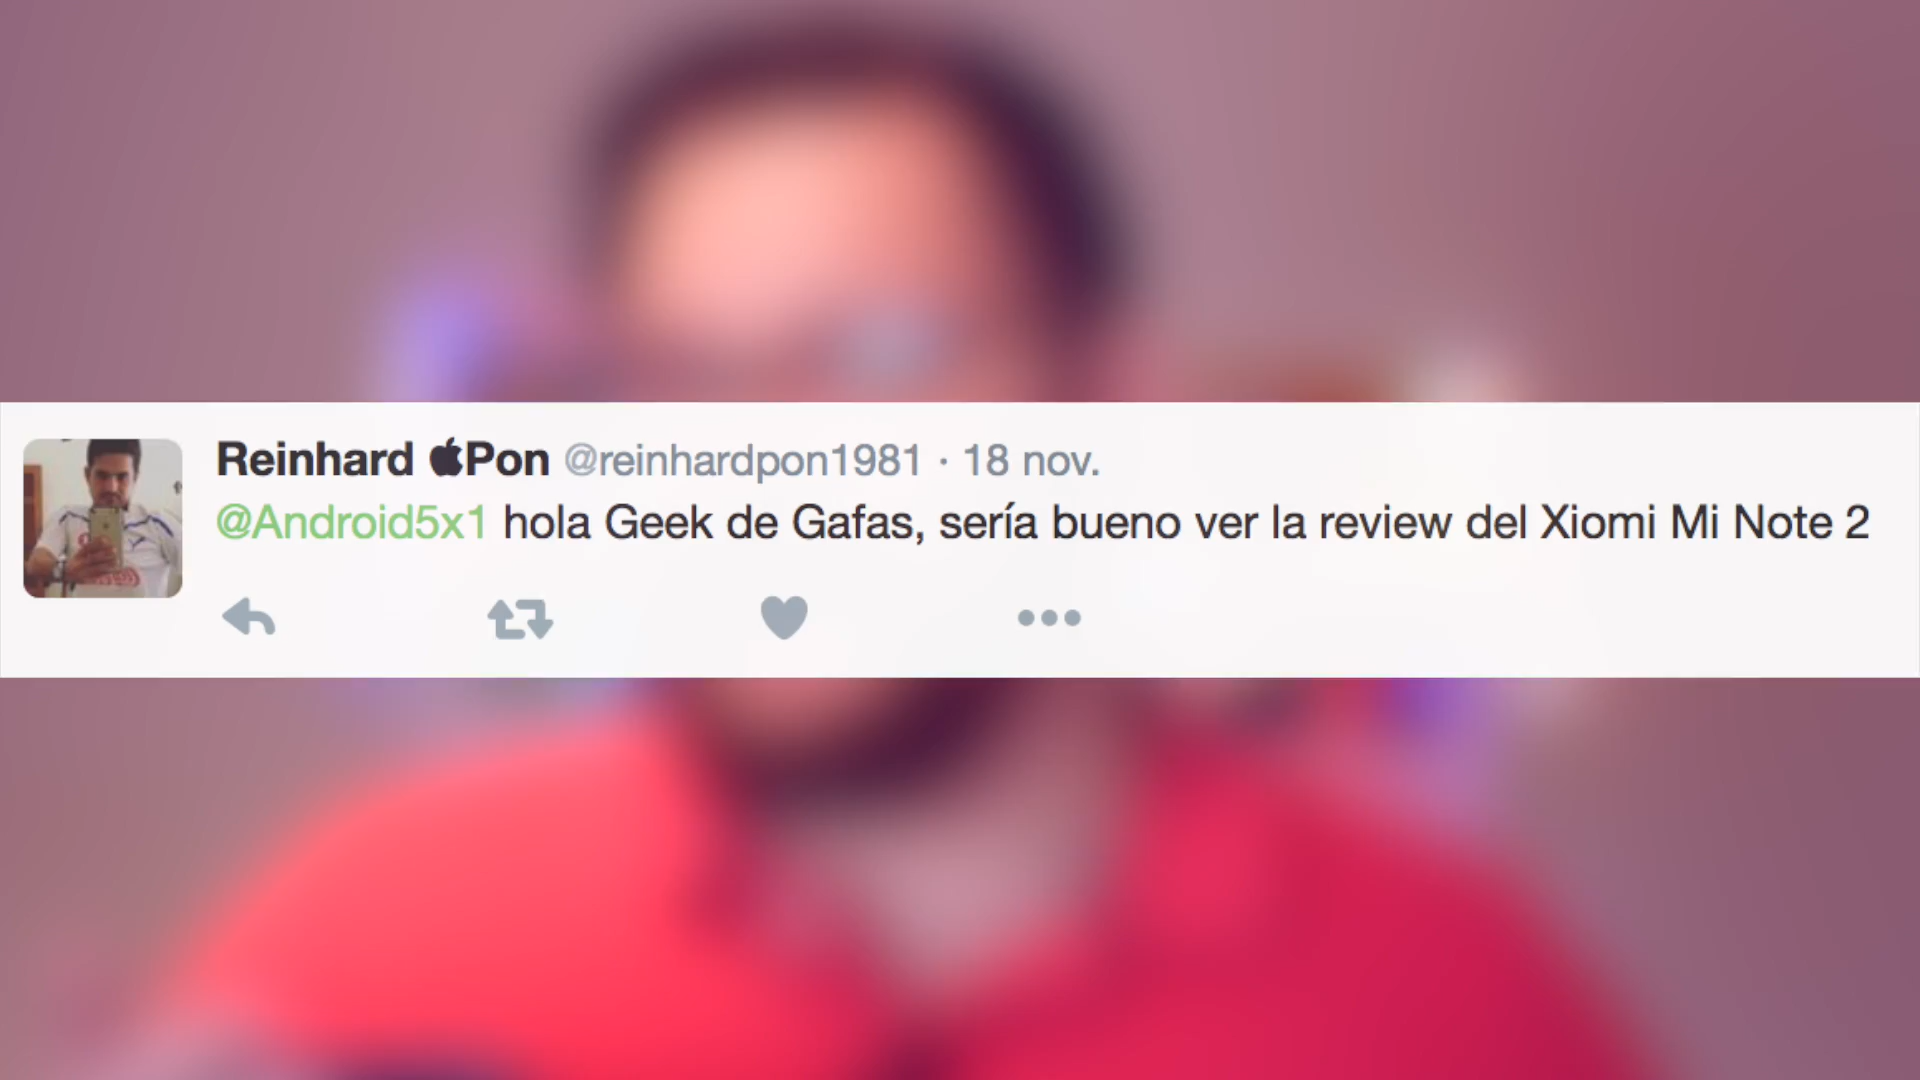 Reinhard Pon @reinhardpon1981 · 18 nov.
@Android5x1 hola Geek de Gafas, sería bueno ver la review del Xiomi Mi Note 2